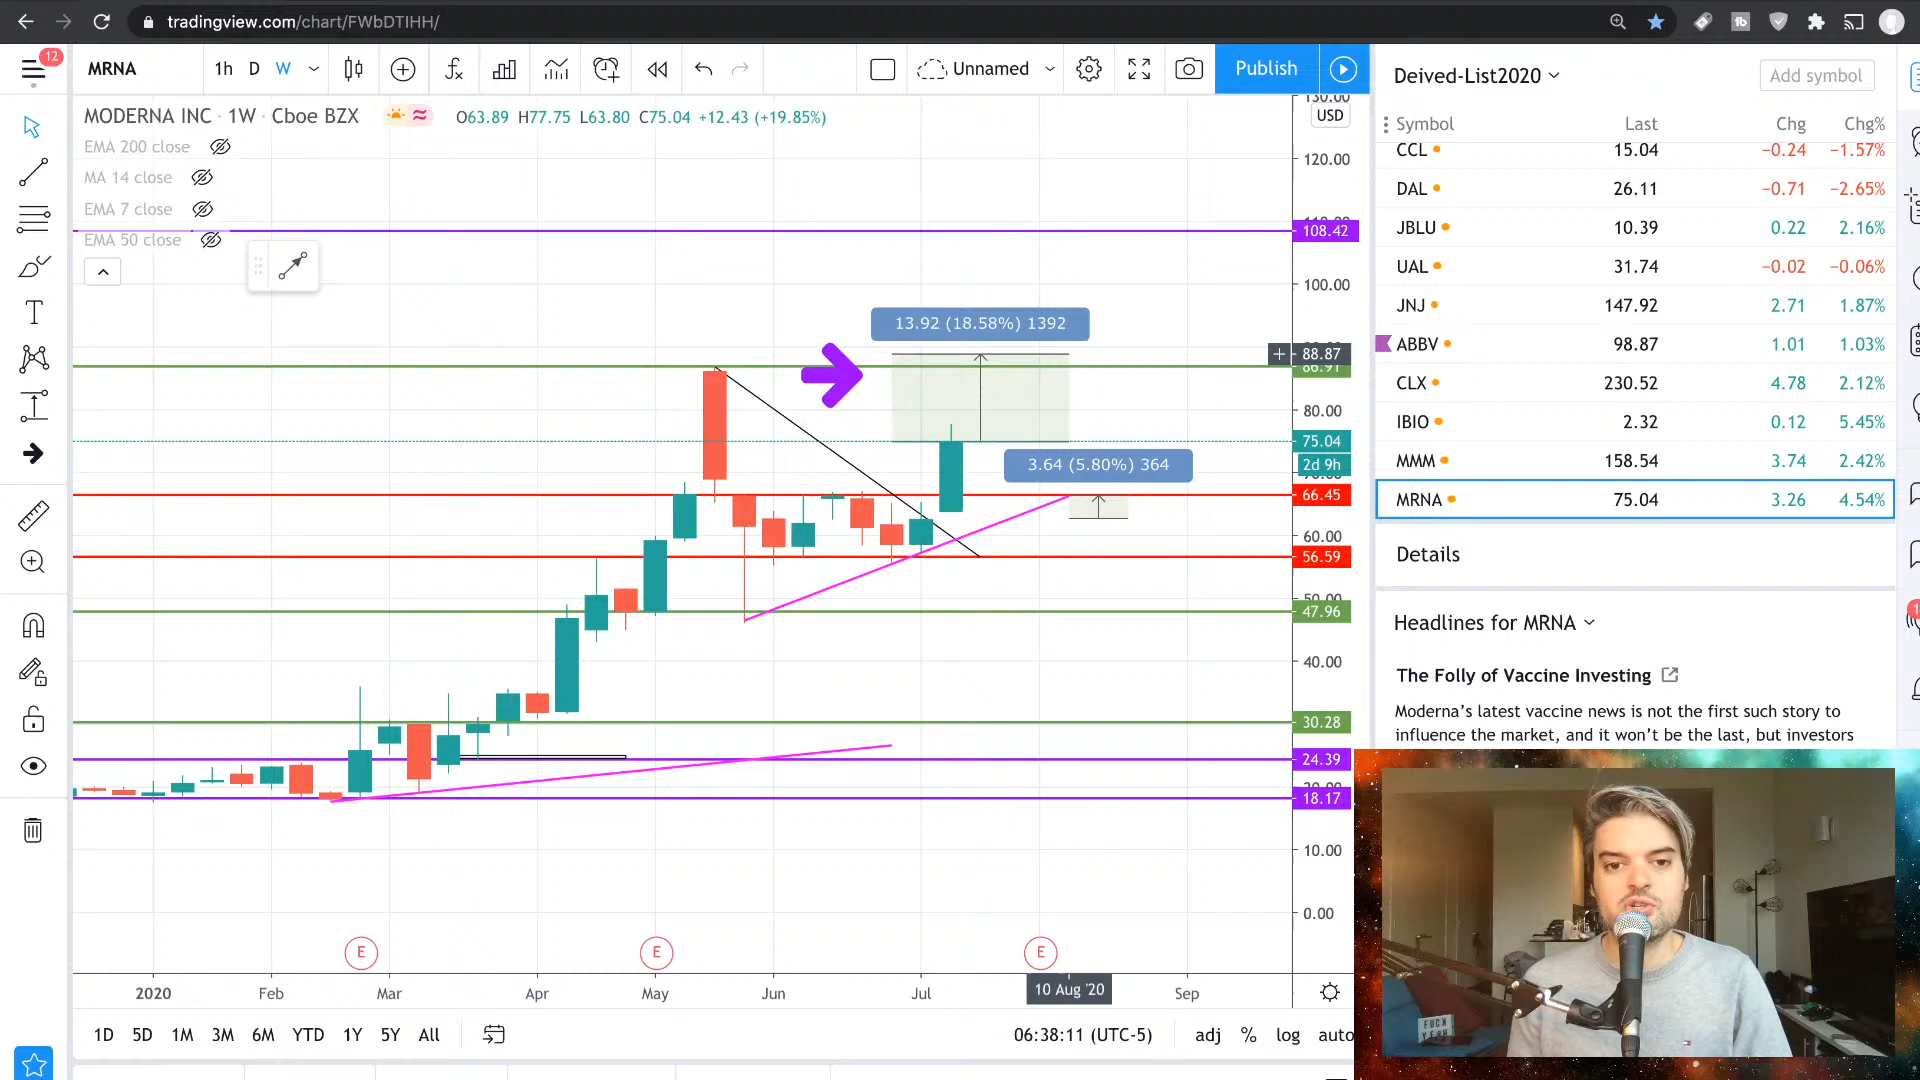 tradingview.com/chart/FWbDTIHH/
12
MRNA
1h
D
W
Unnamed
Publish
MODERNA INC · 1W · Cboe BZX
O63.89 H77.75 L63.80 C75.04 +12.43 (+19.85%)
EMA 200 close
MA 14 close
EMA 7 close
EMA 50 close
130.00
USD
120.00
108.42
100.00
88.87
86.91
80.00
75.04
2d 9h
66.45
60.00
56.59
50.00
47.96
40.00
30.28
24.39
18.17
10.00
0.00
13.92 (18.58%) 1392
3.64 (5.80%) 364
E
E
E
2020
Feb
Mar
Apr
May
Jun
Jul
10 Aug '20
Sep
1D
5D
1M
3M
6M
YTD
1Y
5Y
All
06:38:11 (UTC-5)
adj
%
log
auto
Deived-List2020
Add symbol
Symbol Last Chg Chg%
CCL 15.04 −0.24 −1.57%
DAL 26.11 −0.71 −2.65%
JBLU 10.39 0.22 2.16%
UAL 31.74 −0.02 −0.06%
JNJ 147.92 2.71 1.87%
ABBV 98.87 1.01 1.03%
CLX 230.52 4.78 2.12%
IBIO 2.32 0.12 5.45%
MMM 158.54 3.74 2.42%
MRNA 75.04 3.26 4.54%
Details
Headlines for MRNA
The Folly of Vaccine Investing
Moderna's latest vaccine news is not the first such story to
influence the market, and it won't be the last, but investors
FUCK
YEAH